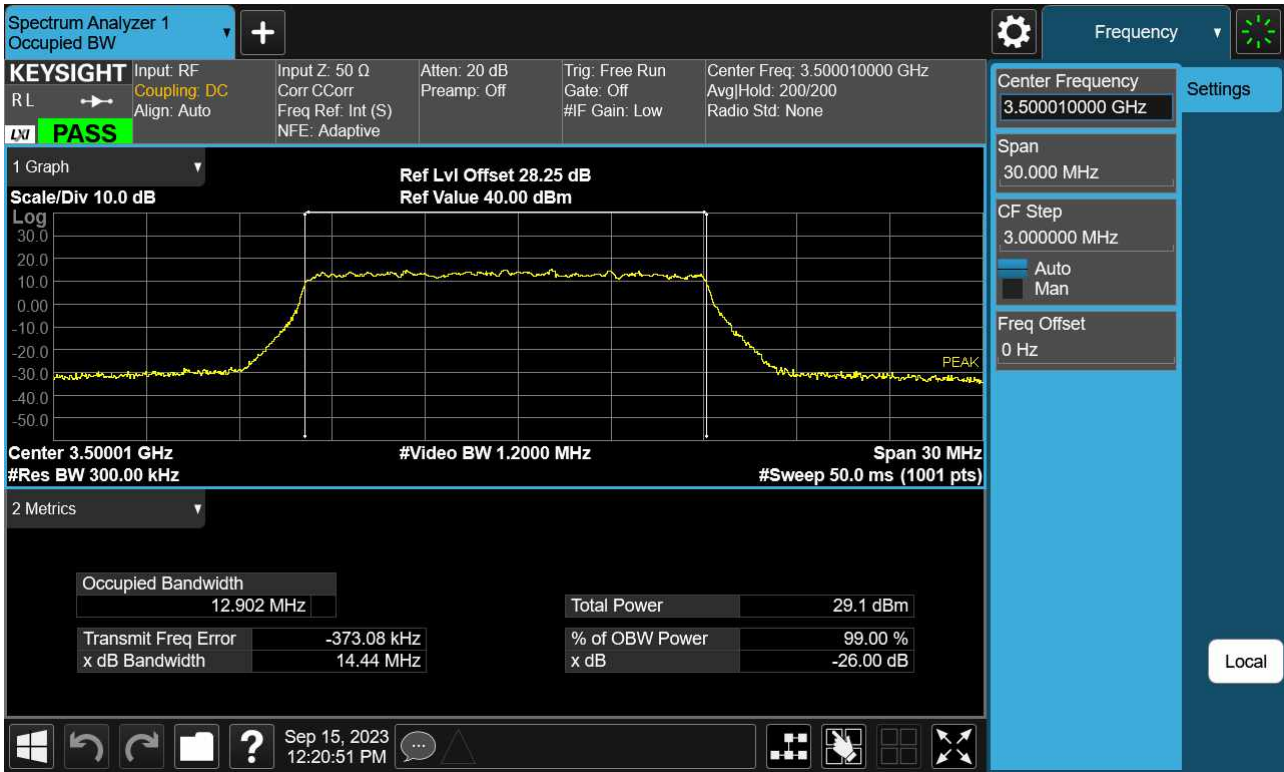 Spectrum Analyzer 1
Occupied BW
Frequency
KEYSIGHT
RL
LXI
PASS
Input: RF
Coupling: DC
Align: Auto
Input Z: 50 Ω
Corr CCorr
Freq Ref: Int (S)
NFE: Adaptive
Atten: 20 dB
Preamp: Off
Trig: Free Run
Gate: Off
#IF Gain: Low
Center Freq: 3.500010000 GHz
Avg|Hold: 200/200
Radio Std: None
Center Frequency
3.500010000 GHz
Settings
Span
30.000 MHz
CF Step
3.000000 MHz
Auto
Man
Freq Offset
0 Hz
Local
1 Graph
Scale/Div 10.0 dB
Ref Lvl Offset 28.25 dB
Ref Value 40.00 dBm
Log
30.0
20.0
10.0
0.00
-10.0
-20.0
-30.0
-40.0
-50.0
PEAK
Center 3.50001 GHz
#Video BW 1.2000 MHz
Span 30 MHz
#Res BW 300.00 kHz
#Sweep 50.0 ms (1001 pts)
2 Metrics
Occupied Bandwidth
12.902 MHz
Total Power 29.1 dBm
Transmit Freq Error -373.08 kHz
% of OBW Power 99.00 %
x dB Bandwidth 14.44 MHz
x dB -26.00 dB
?
Sep 15, 2023
12:20:51 PM